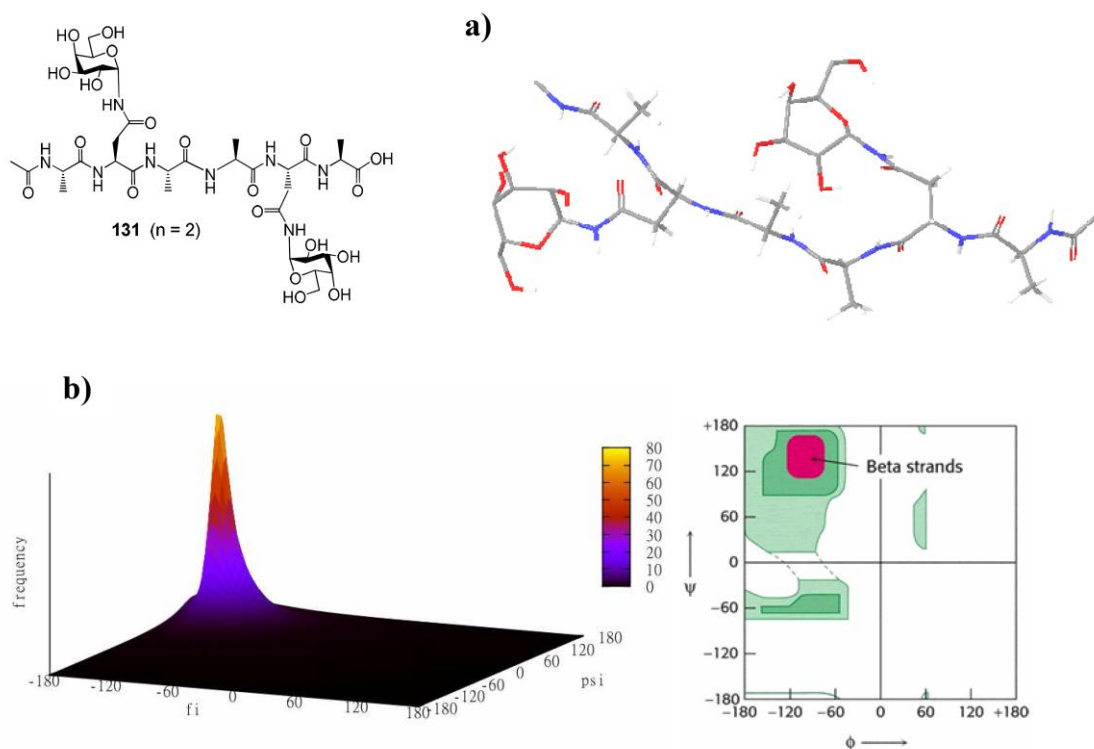 a)
OH
HO
O
HO
HO
HN
O
O
H
N
O
O
H
N
O
N
H
O
N
H
O
N
H
O
N
H
OH
131 (n = 2)
O
HN
HO
OH
O
HO
OH
b)
frequency
-180
-120
-60
0
60
120
180
fi
-180
-120
-60
0
60
120
180
psi
80
70
60
50
40
30
20
10
0
+180
120
60
0
−60
−120
−180
Ψ
Beta strands
−180 −120 −60 0 60 120 +180
ϕ